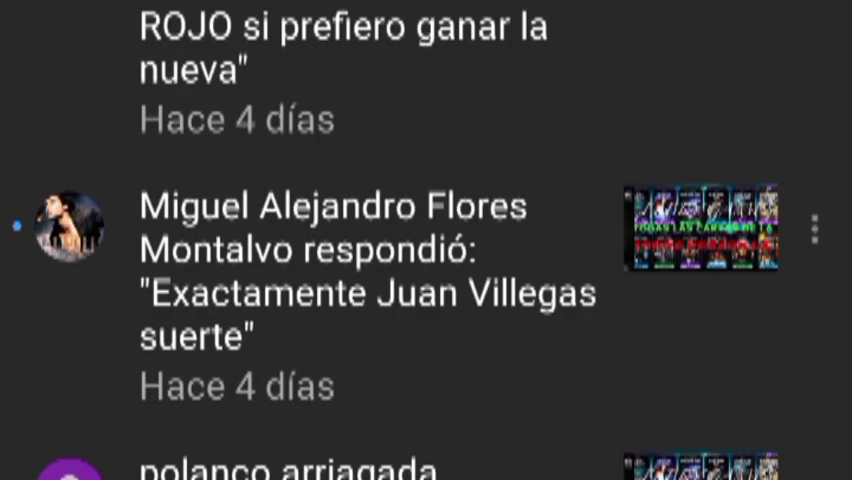 ROJO si prefiero ganar la
nueva"
Hace 4 días
Miguel Alejandro Flores
Montalvo respondió:
"Exactamente Juan Villegas
suerte"
Hace 4 días
polanco arriagada